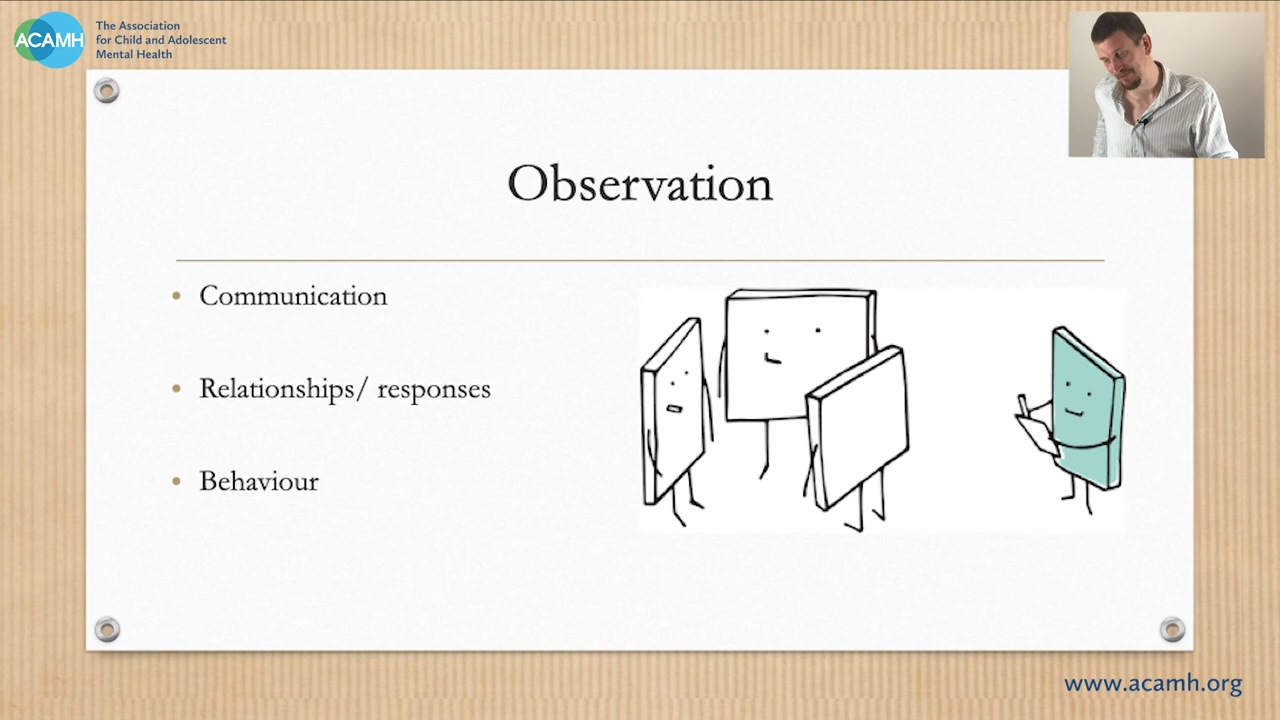 ACAMH
The Association
for Child and Adolescent
Mental Health
Observation
• Communication
• Relationships/ responses
• Behaviour
www.acamh.org